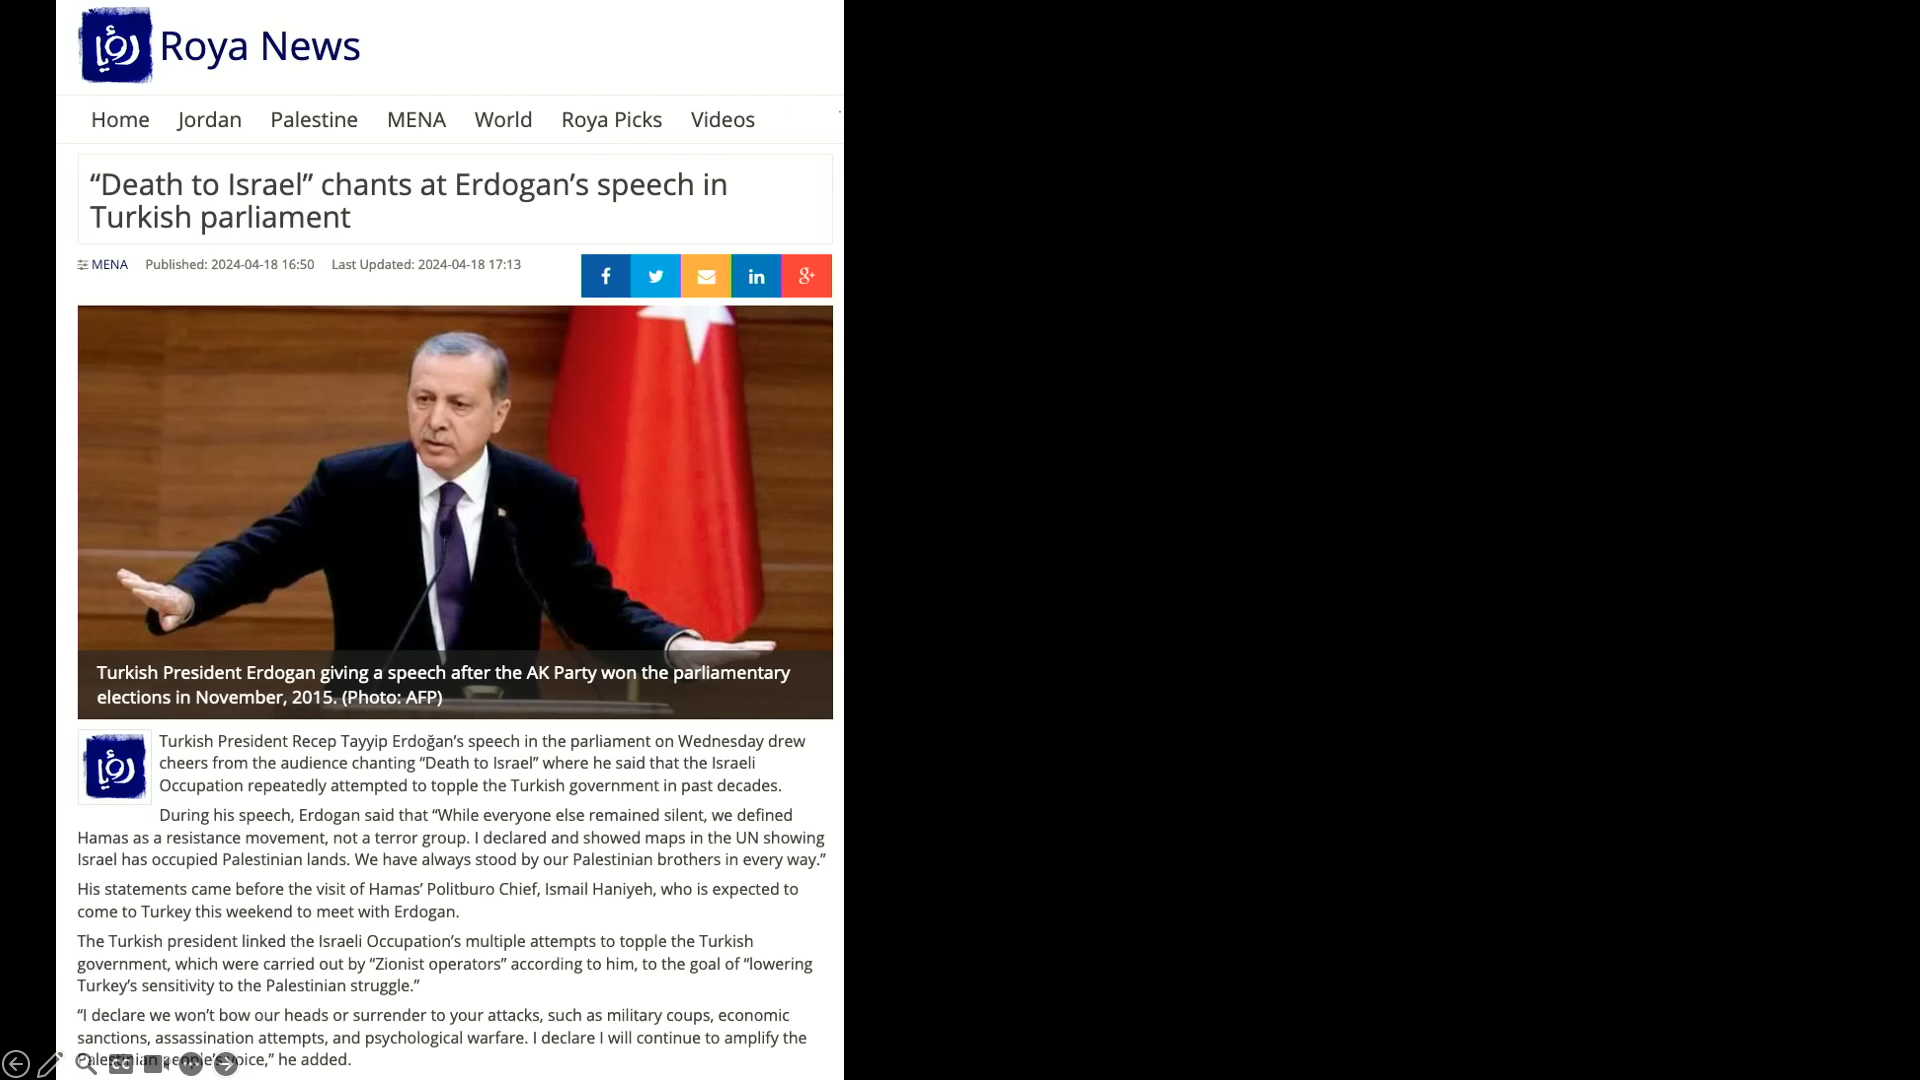 رؤيا
Roya News
Home Jordan Palestine MENA World Roya Picks Videos
“Death to Israel” chants at Erdogan’s speech in
Turkish parliament
MENA Published: 2024-04-18 16:50 Last Updated: 2024-04-18 17:13
f in g+
Turkish President Erdogan giving a speech after the AK Party won the parliamentary
elections in November, 2015. (Photo: AFP)
رؤيا
Turkish President Recep Tayyip Erdoğan’s speech in the parliament on Wednesday drew
cheers from the audience chanting “Death to Israel” where he said that the Israeli
Occupation repeatedly attempted to topple the Turkish government in past decades.
During his speech, Erdogan said that “While everyone else remained silent, we defined
Hamas as a resistance movement, not a terror group. I declared and showed maps in the UN showing
Israel has occupied Palestinian lands. We have always stood by our Palestinian brothers in every way.”
His statements came before the visit of Hamas’ Politburo Chief, Ismail Haniyeh, who is expected to
come to Turkey this weekend to meet with Erdogan.
The Turkish president linked the Israeli Occupation’s multiple attempts to topple the Turkish
government, which were carried out by “Zionist operators” according to him, to the goal of “lowering
Turkey’s sensitivity to the Palestinian struggle.”
“I declare we won’t bow our heads or surrender to your attacks, such as military coups, economic
sanctions, assassination attempts, and psychological warfare. I declare I will continue to amplify the
Palestinian people’s voice,” he added.
CC